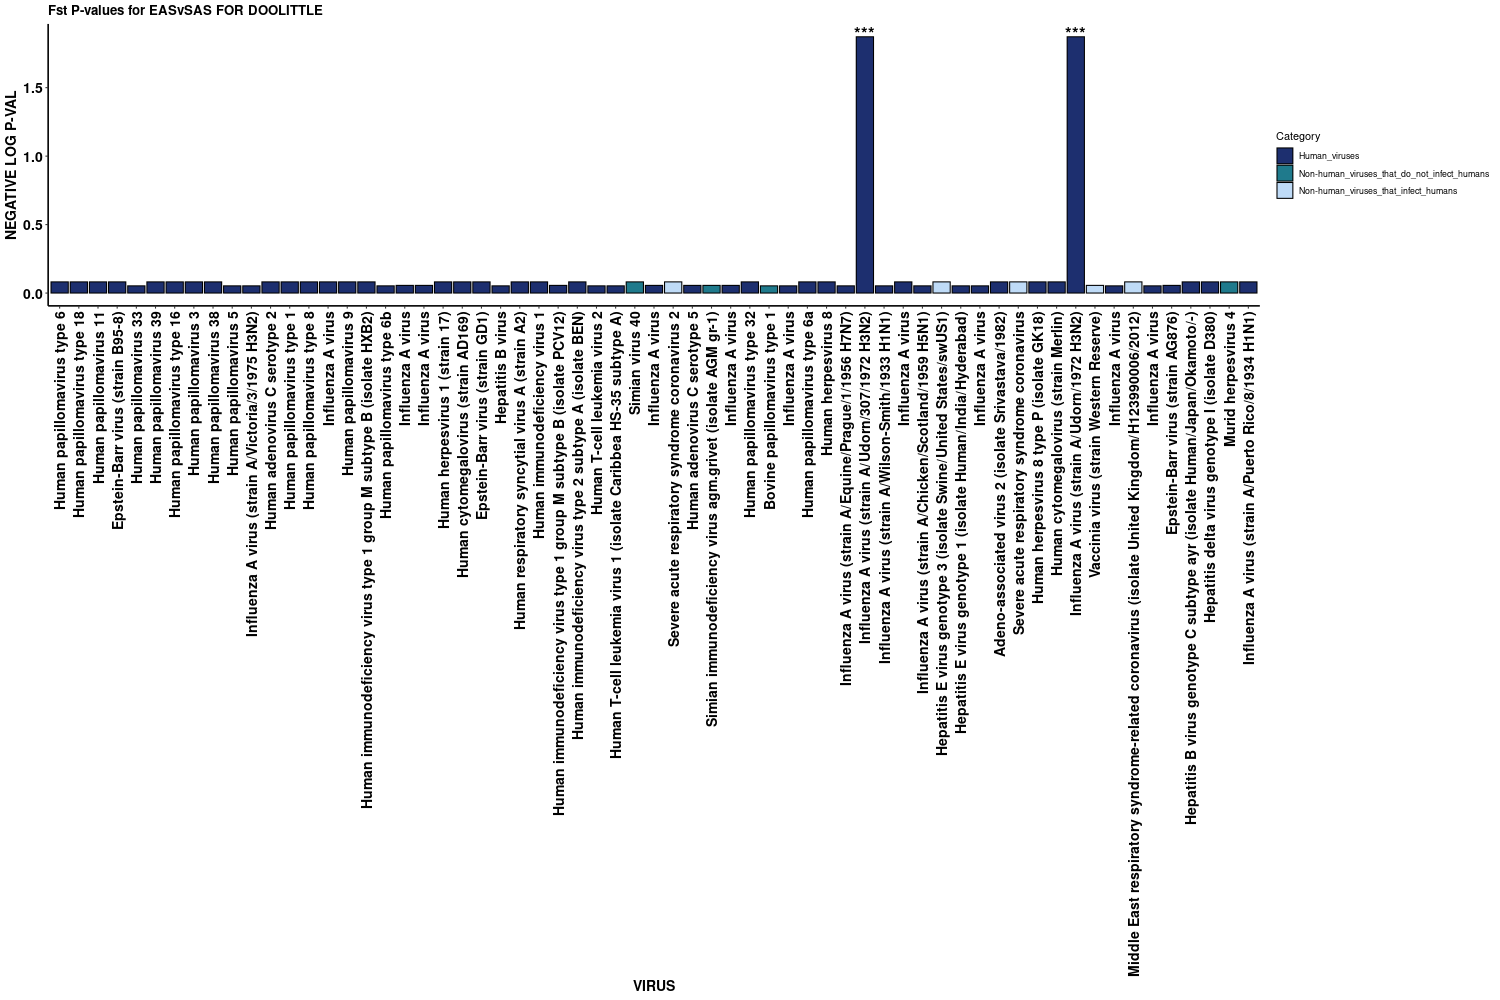 Fst P-values for EASvSAS FOR DOOLITTLE
NEGATIVE LOG P-VAL
1.5
1.0
0.5
0.0
***
***
Category
Human_viruses
Non-human_viruses_that_do_not_infect_humans
Non-human_viruses_that_infect_humans
Human papillomavirus type 6
Human papillomavirus type 18
Human papillomavirus 11
Epstein-Barr virus (strain B95-8)
Human papillomavirus 33
Human papillomavirus 39
Human papillomavirus type 16
Human papillomavirus 3
Human papillomavirus 38
Human papillomavirus 5
Influenza A virus (strain A/Victoria/3/1975 H3N2)
Human adenovirus C serotype 2
Human papillomavirus type 1
Human papillomavirus type 8
Influenza A virus
Human papillomavirus 9
Human immunodeficiency virus type 1 group M subtype B (isolate HXB2)
Human papillomavirus type 6b
Influenza A virus
Influenza A virus
Human herpesvirus 1 (strain 17)
Human cytomegalovirus (strain AD169)
Epstein-Barr virus (strain GD1)
Hepatitis B virus
Human respiratory syncytial virus A (strain A2)
Human immunodeficiency virus 1
Human immunodeficiency virus type 1 group M subtype B (isolate PCV12)
Human immunodeficiency virus type 2 subtype A (isolate BEN)
Human T-cell leukemia virus 2
Human T-cell leukemia virus 1 (isolate Caribbea HS-35 subtype A)
Simian virus 40
Influenza A virus
Severe acute respiratory syndrome coronavirus 2
Human adenovirus C serotype 5
Simian immunodeficiency virus agm.grivet (isolate AGM gr-1)
Influenza A virus
Human papillomavirus type 32
Bovine papillomavirus type 1
Influenza A virus
Human papillomavirus type 6a
Human herpesvirus 8
Influenza A virus (strain A/Equine/Prague/1/1956 H7N7)
Influenza A virus (strain A/Udorn/307/1972 H3N2)
Influenza A virus (strain A/Wilson-Smith/1933 H1N1)
Influenza A virus
Influenza A virus (strain A/Chicken/Scotland/1959 H5N1)
Hepatitis E virus genotype 3 (isolate Swine/United States/swUS1)
Hepatitis E virus genotype 1 (isolate Human/India/Hyderabad)
Influenza A virus
Adeno-associated virus 2 (isolate Srivastava/1982)
Severe acute respiratory syndrome coronavirus
Human herpesvirus 8 type P (isolate GK18)
Human cytomegalovirus (strain Merlin)
Influenza A virus (strain A/Udorn/1972 H3N2)
Vaccinia virus (strain Western Reserve)
Influenza A virus
Middle East respiratory syndrome-related coronavirus (isolate United Kingdom/H123990006/2012)
Influenza A virus
Epstein-Barr virus (strain AG876)
Hepatitis B virus genotype C subtype ayr (isolate Human/Japan/Okamoto/-)
Hepatitis delta virus genotype I (isolate D380)
Murid herpesvirus 4
Influenza A virus (strain A/Puerto Rico/8/1934 H1N1)
VIRUS